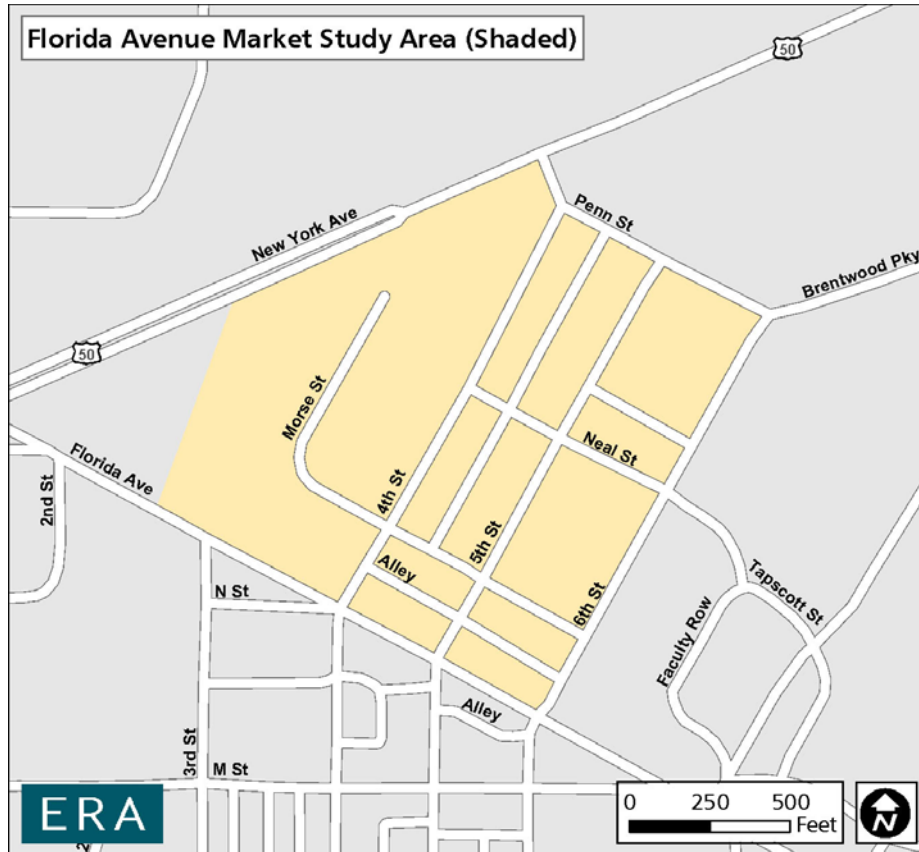 Florida Avenue Market Study Area (Shaded)
50
Penn St
New York Ave
Brentwood Pky
50
Morse St
Florida Ave
2nd St
4th St
Neal St
5th St
Alley
6th St
N St
Tapscott St
Faculty Row
Alley
3rd St
M St
ERA
0 250 500
Feet
N